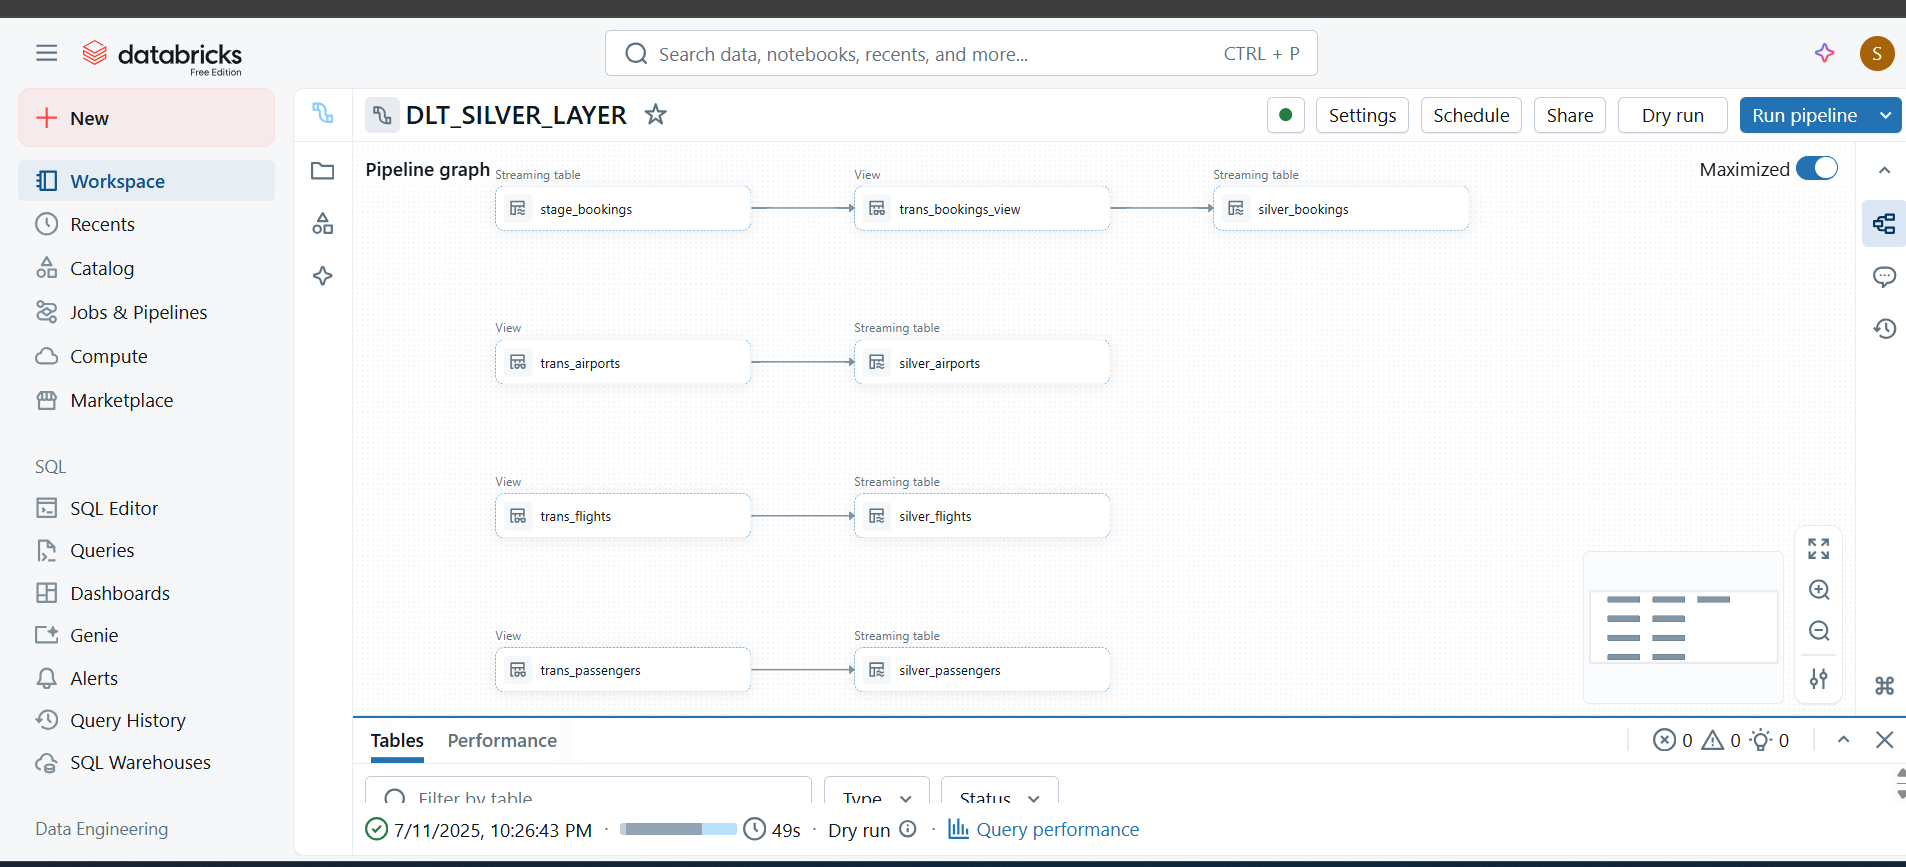 databricks
Free Edition
Search data, notebooks, recents, and more...
CTRL + P
S
New
Workspace
Recents
Catalog
Jobs & Pipelines
Compute
Marketplace
SQL
SQL Editor
Queries
Dashboards
Genie
Alerts
Query History
SQL Warehouses
Data Engineering
DLT_SILVER_LAYER
Settings
Schedule
Share
Dry run
Run pipeline
Pipeline graph
Maximized
Streaming table
stage_bookings
View
trans_bookings_view
Streaming table
silver_bookings
View
trans_airports
Streaming table
silver_airports
View
trans_flights
Streaming table
silver_flights
View
trans_passengers
Streaming table
silver_passengers
Tables
Performance
0
0
0
Filter by table
Type
Status
7/11/2025, 10:26:43 PM · 49s · Dry run · Query performance